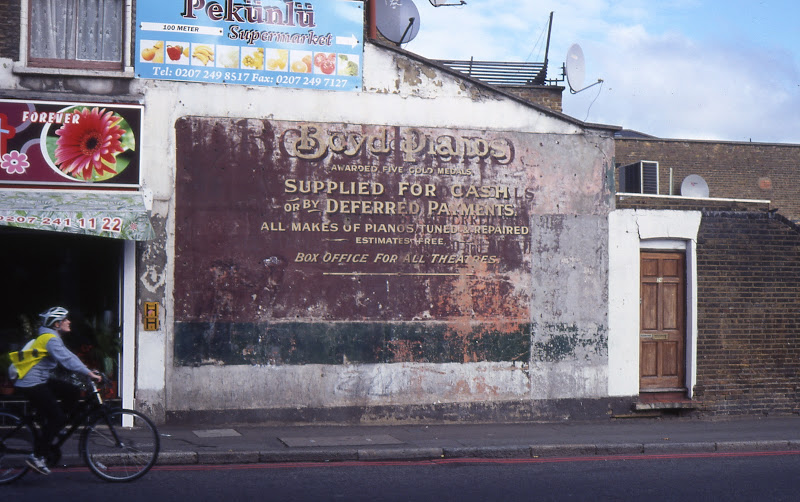 Pekünlü
100 METER
Supermarket
Tel: 0207 249 8517 Fax: 0207 249 7127
FOREVER
0207 241 11 22
Boyd Pianos
AWARDED FIVE GOLD MEDALS
SUPPLIED FOR CASH
OR BY DEFERRED PAYMENTS
ALL MAKES OF PIANOS TUNED & REPAIRED
ESTIMATES FREE
BOX OFFICE FOR ALL THEATRES